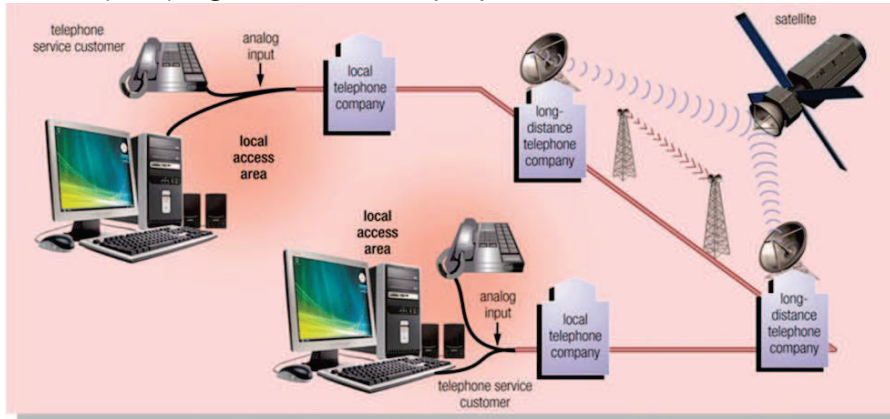 telephone
service customer
analog
input
local
telephone
company
local
access
area
long-
distance
telephone
company
satellite
local
access
area
analog
input
telephone service
customer
local
telephone
company
long-
distance
telephone
company